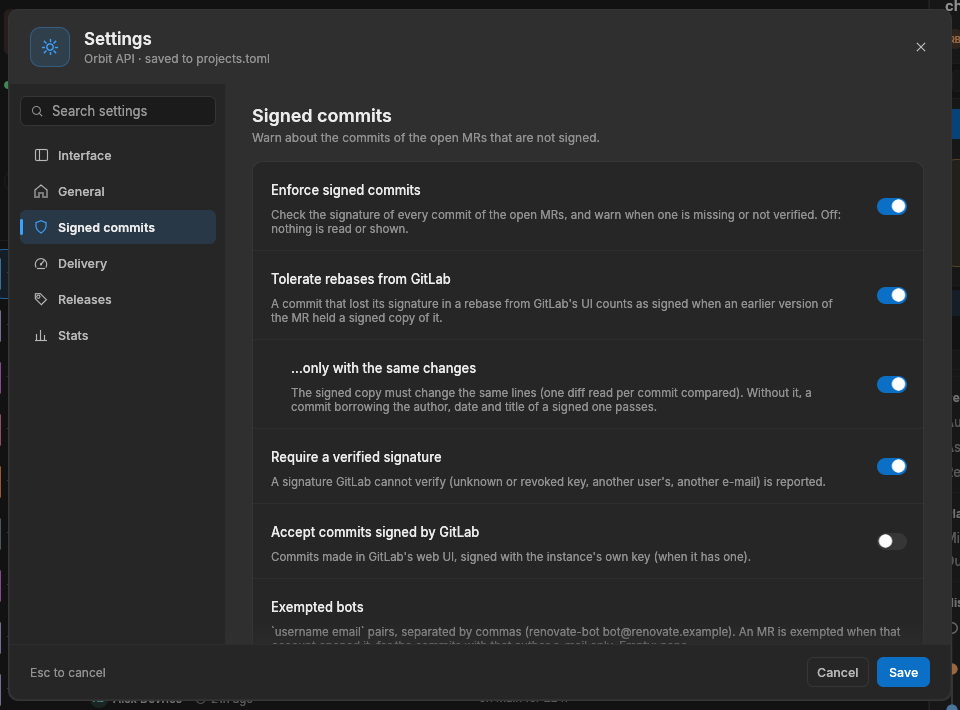 Settings
Orbit API · saved to projects.toml
Search settings
Interface
General
Signed commits
Delivery
Releases
Stats
Signed commits
Warn about the commits of the open MRs that are not signed.
Enforce signed commits
Check the signature of every commit of the open MRs, and warn when one is missing or not verified. Off:
nothing is read or shown.
Tolerate rebases from GitLab
A commit that lost its signature in a rebase from GitLab's UI counts as signed when an earlier version of
the MR held a signed copy of it.
...only with the same changes
The signed copy must change the same lines (one diff read per commit compared). Without it, a
commit borrowing the author, date and title of a signed one passes.
Require a verified signature
A signature GitLab cannot verify (unknown or revoked key, another user's, another e-mail) is reported.
Accept commits signed by GitLab
Commits made in GitLab's web UI, signed with the instance's own key (when it has one).
Exempted bots
`username email` pairs, separated by commas (renovate-bot bot@renovate.example). An MR is exempted when that
Esc to cancel
Cancel
Save